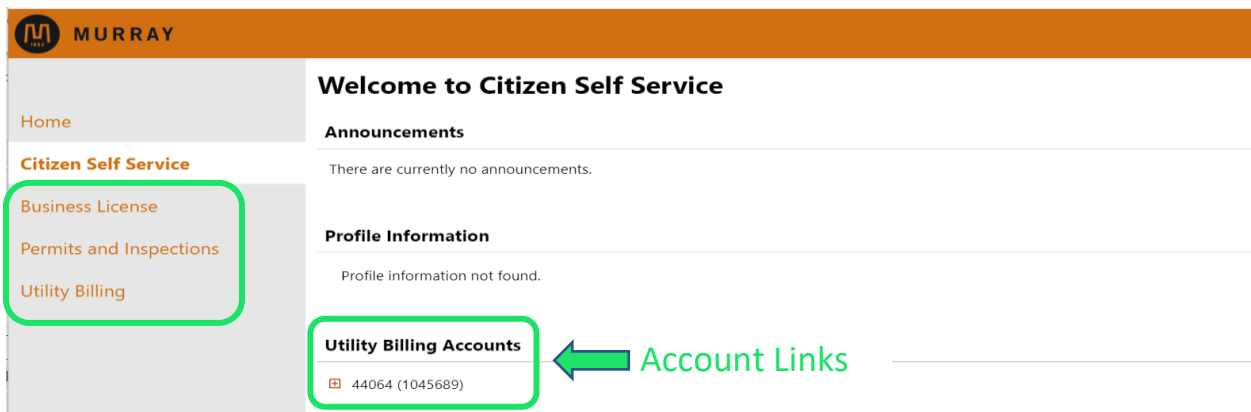 MURRAY
Welcome to Citizen Self Service
Home
Announcements
Citizen Self Service
There are currently no announcements.
Business License
Profile Information
Permits and Inspections
Profile information not found.
Utility Billing
Utility Billing Accounts
Account Links
44064 (1045689)